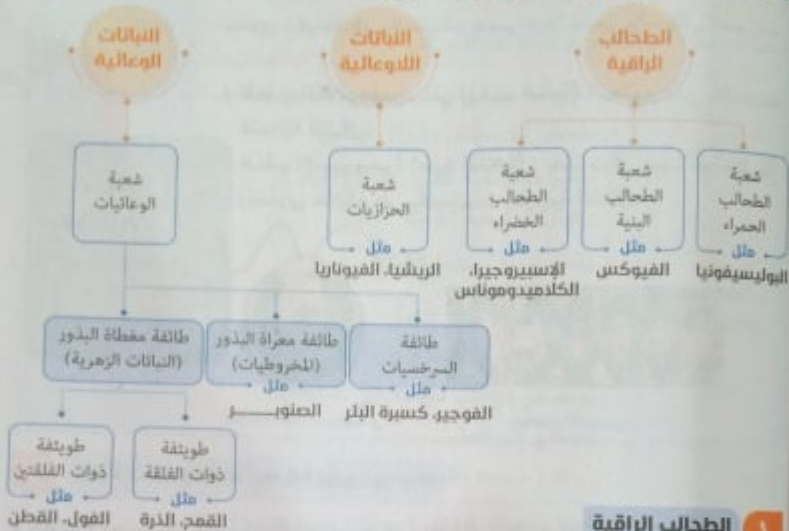 الطحالب
الراقية
النباتات
اللاوعائية
النباتات
الوعائية
شعبة
الطحالب
الحمراء
مثل
البوليسيفونيا
شعبة
الطحالب
البنية
مثل
الفيوكس
شعبة
الطحالب
الخضراء
مثل
الإسبيروجيرا،
الكلاميدوموناس
شعبة
الحزازيات
مثل
الريشيا، الفيوناريا
شعبة
الوعائيات
طائفة
السرخسيات
مثل
الفوجير، كسبرة البئر
طائفة معراة البذور
(المخروطيات)
مثل
الصنوبـــــر
طائفة مغطاة البذور
(النباتات الزهرية)
طويئفة
ذوات الفلقة
مثل
القمح، الذرة
طويئفة
ذوات الفلقتين
مثل
الفول، القطن
١ الطحالب الراقية